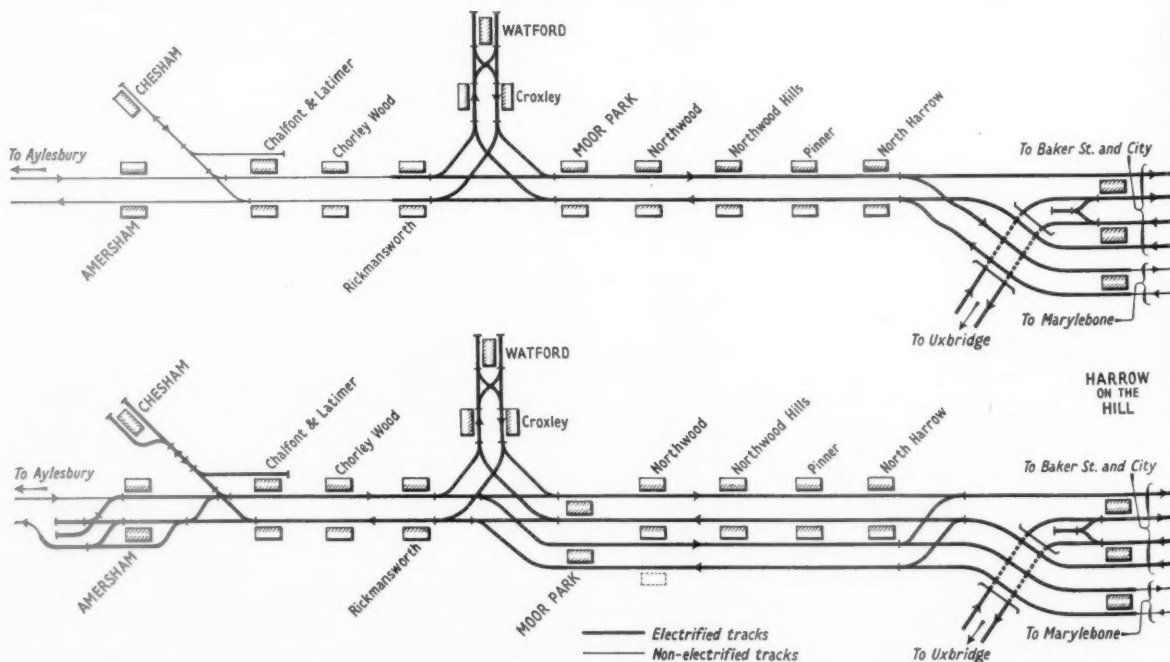 WATFORD
Croxley
CHESHAM
Chalfont & Latimer
Chorley Wood
MOOR PARK
Northwood
Northwood Hills
Pinner
North Harrow
To Aylesbury
To Baker St. and City
AMERSHAM
Rickmansworth
To Marylebone
To Uxbridge
WATFORD
HARROW
ON THE
HILL
CHESHAM
Croxley
Chalfont & Latimer
Chorley Wood
Northwood
Northwood Hills
Pinner
North Harrow
To Aylesbury
To Baker St. and City
AMERSHAM
Rickmansworth
MOOR PARK
To Marylebone
To Uxbridge
Electrified tracks
Non-electrified tracks